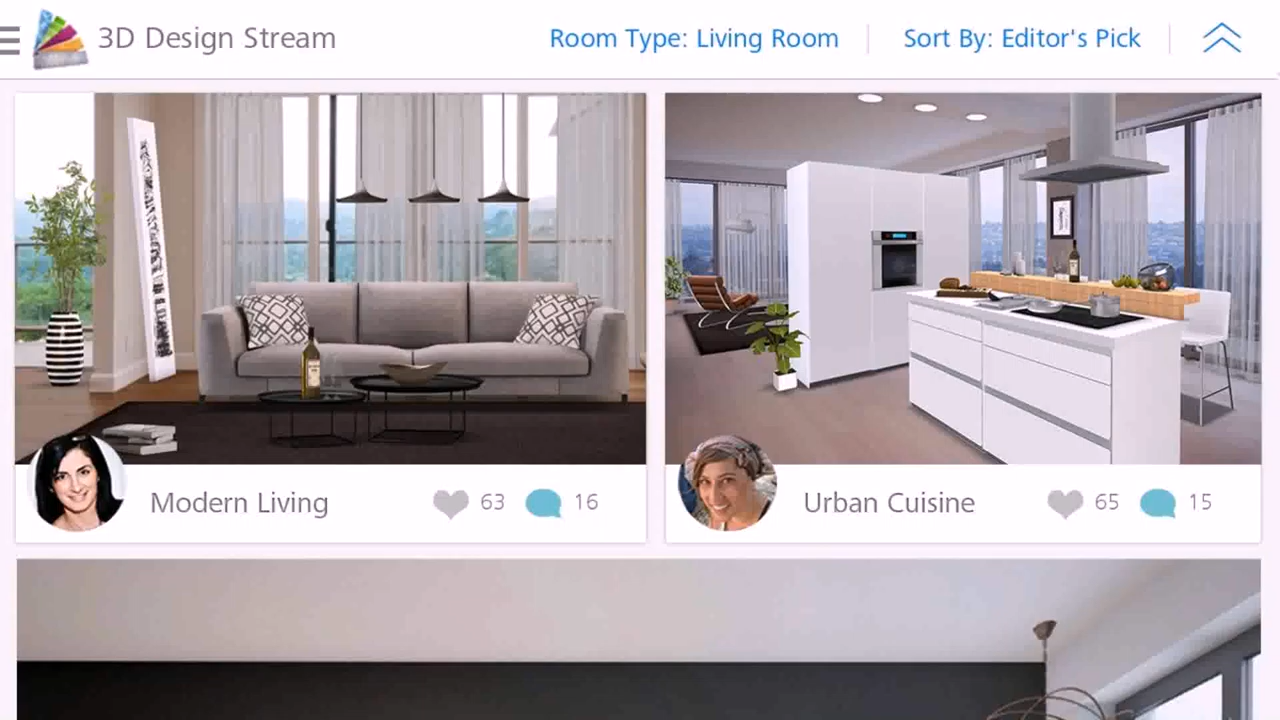 3D Design Stream
Room Type: Living Room
Sort By: Editor's Pick
Modern Living
63
16
Urban Cuisine
65
15